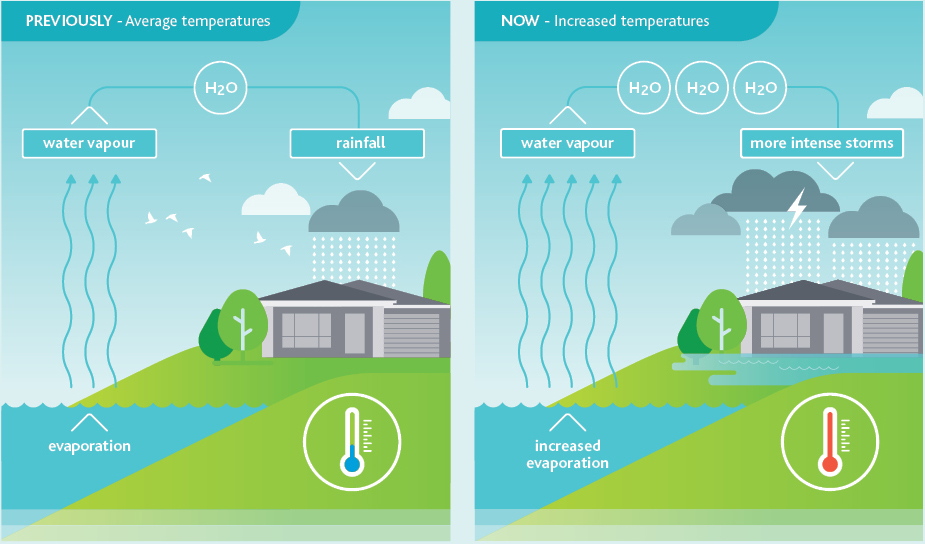 PREVIOUSLY - Average temperatures
H2O
water vapour
rainfall
evaporation
NOW - Increased temperatures
H2O H2O H2O
water vapour
more intense storms
increased
evaporation